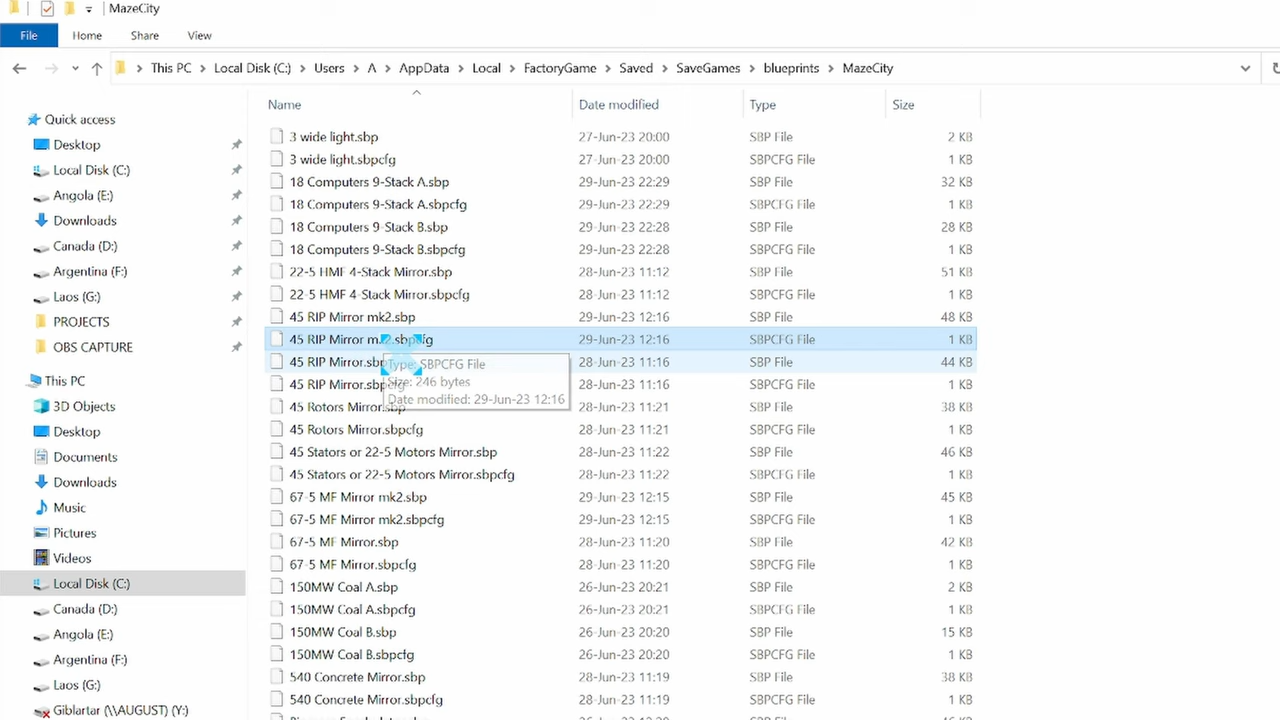 MazeCity
File Home Share View
This PC Local Disk (C:) Users A AppData Local FactoryGame Saved SaveGames blueprints MazeCity
Name Date modified Type Size
Quick access
Desktop
Local Disk (C:)
Angola (E:)
Downloads
Canada (D:)
Argentina (F:)
Laos (G:)
PROJECTS
OBS CAPTURE
This PC
3D Objects
Desktop
Documents
Downloads
Music
Pictures
Videos
Local Disk (C:)
Canada (D:)
Angola (E:)
Argentina (F:)
Laos (G:)
Giblartar (\\AUGUST) (Y:)
3 wide light.sbp 27-Jun-23 20:00 SBP File 2 KB
3 wide light.sbpcfg 27-Jun-23 20:00 SBPCFG File 1 KB
18 Computers 9-Stack A.sbp 29-Jun-23 22:29 SBP File 32 KB
18 Computers 9-Stack A.sbpcfg 29-Jun-23 22:29 SBPCFG File 1 KB
18 Computers 9-Stack B.sbp 29-Jun-23 22:28 SBP File 28 KB
18 Computers 9-Stack B.sbpcfg 29-Jun-23 22:28 SBPCFG File 1 KB
22-5 HMF 4-Stack Mirror.sbp 28-Jun-23 11:12 SBP File 51 KB
22-5 HMF 4-Stack Mirror.sbpcfg 28-Jun-23 11:12 SBPCFG File 1 KB
45 RIP Mirror mk2.sbp 29-Jun-23 12:16 SBP File 48 KB
45 RIP Mirror mk2.sbpcfg 29-Jun-23 12:16 SBPCFG File 1 KB
45 RIP Mirror.sbp 28-Jun-23 11:16 SBP File 44 KB
Type: SBPCFG File
Size: 246 bytes
Date modified: 29-Jun-23 12:16
45 RIP Mirror.sbpcfg 28-Jun-23 11:16 SBPCFG File 1 KB
45 Rotors Mirror.sbp 28-Jun-23 11:21 SBP File 38 KB
45 Rotors Mirror.sbpcfg 28-Jun-23 11:21 SBPCFG File 1 KB
45 Stators or 22-5 Motors Mirror.sbp 28-Jun-23 11:22 SBP File 46 KB
45 Stators or 22-5 Motors Mirror.sbpcfg 28-Jun-23 11:22 SBPCFG File 1 KB
67-5 MF Mirror mk2.sbp 29-Jun-23 12:15 SBP File 45 KB
67-5 MF Mirror mk2.sbpcfg 29-Jun-23 12:15 SBPCFG File 1 KB
67-5 MF Mirror.sbp 28-Jun-23 11:20 SBP File 42 KB
67-5 MF Mirror.sbpcfg 28-Jun-23 11:20 SBPCFG File 1 KB
150MW Coal A.sbp 26-Jun-23 20:21 SBP File 2 KB
150MW Coal A.sbpcfg 26-Jun-23 20:21 SBPCFG File 1 KB
150MW Coal B.sbp 26-Jun-23 20:20 SBP File 15 KB
150MW Coal B.sbpcfg 26-Jun-23 20:20 SBPCFG File 1 KB
540 Concrete Mirror.sbp 28-Jun-23 11:19 SBP File 38 KB
540 Concrete Mirror.sbpcfg 28-Jun-23 11:19 SBPCFG File 1 KB